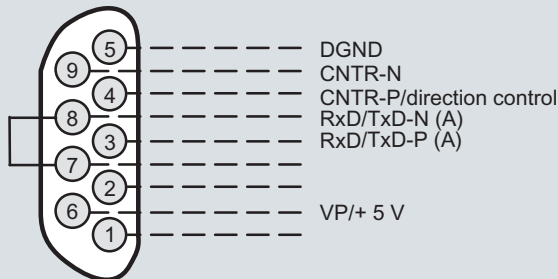 5 DGND
9 CNTR-N
4 CNTR-P/direction control
8 RxD/TxD-N (A)
3 RxD/TxD-P (A)
7
2
6 VP/+ 5 V
1